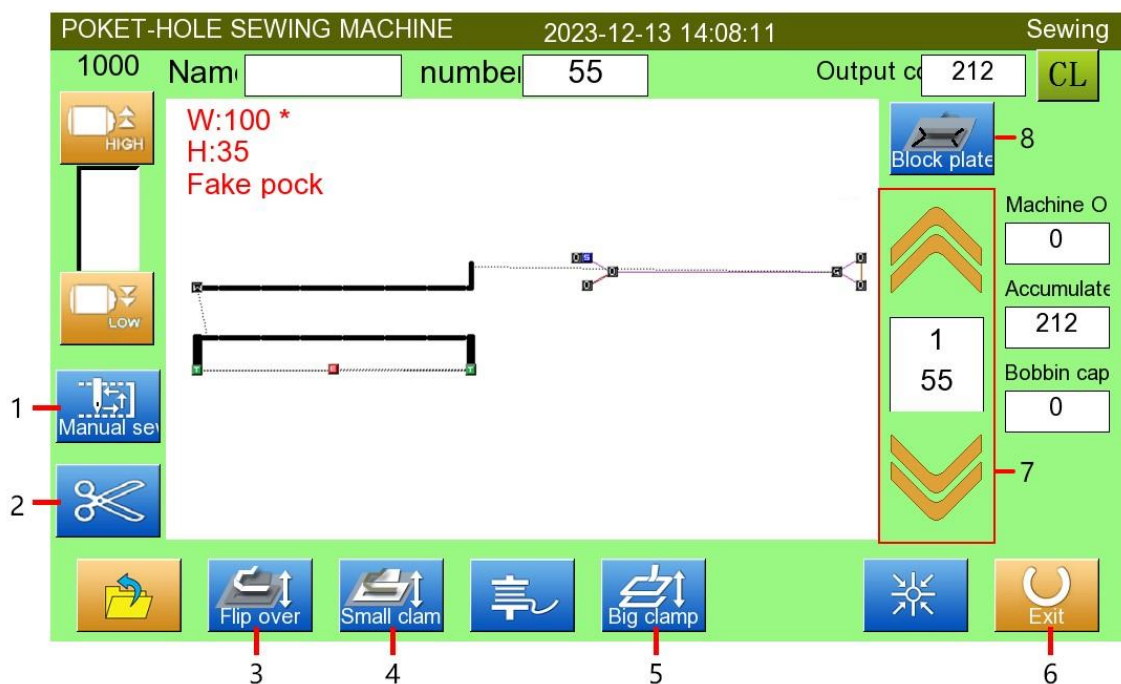 POKET-HOLE SEWING MACHINE 2023-12-13 14:08:11 Sewing
1000 Nam number 55 Output co 212 CL
HIGH
W:100 *
H:35
Fake pock
Block plate 8
Machine O
0
LOW
Accumulate
212
1
55
Bobbin cap
0
1 Manual sew
7
2
Flip over Small clam Big clamp Exit
3 4 5 6